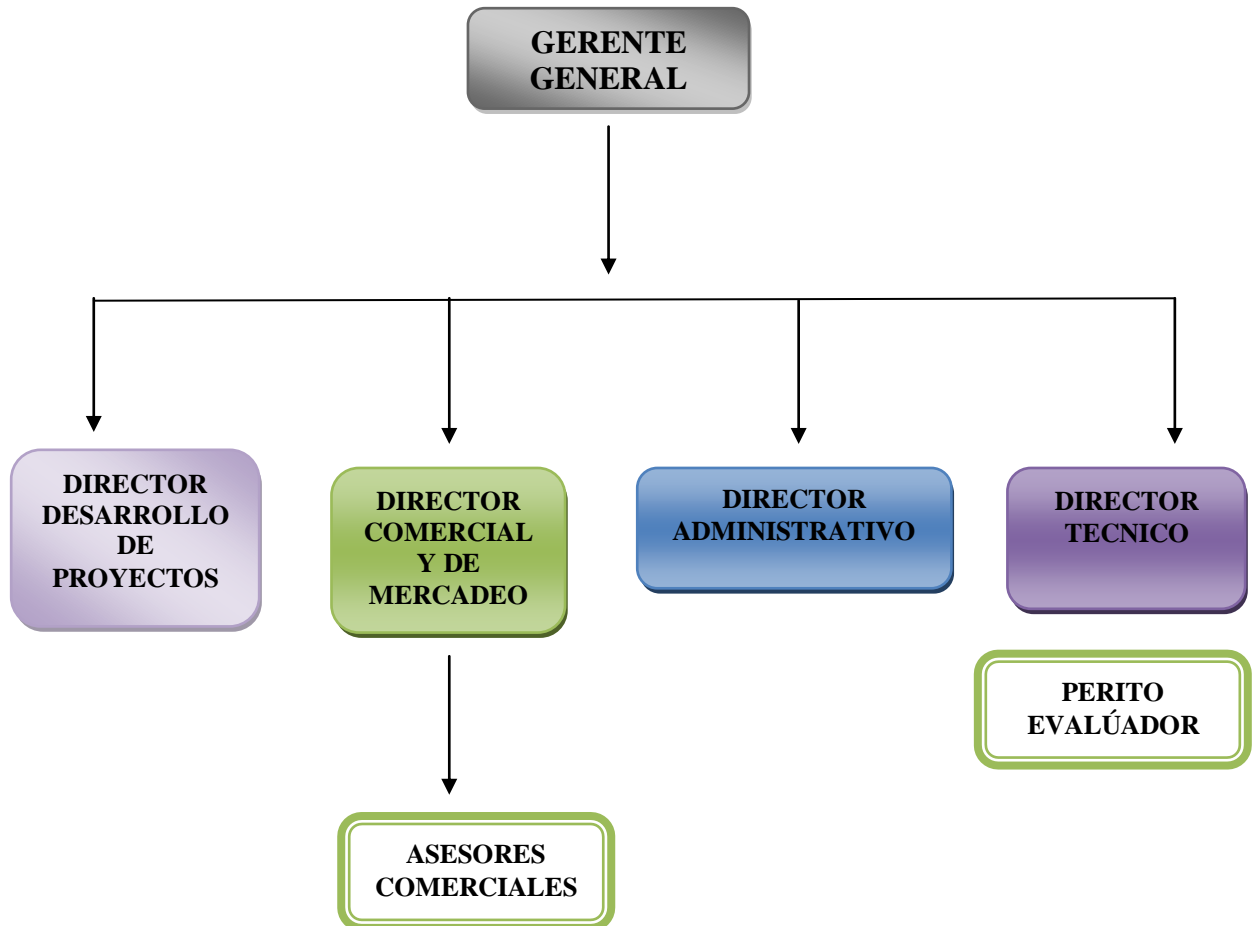 GERENTE
GENERAL
DIRECTOR
DESARROLLO
DE
PROYECTOS
DIRECTOR
COMERCIAL
Y DE
MERCADEO
DIRECTOR
ADMINISTRATIVO
DIRECTOR
TECNICO
PERITO
EVALÚADOR
ASESORES
COMERCIALES